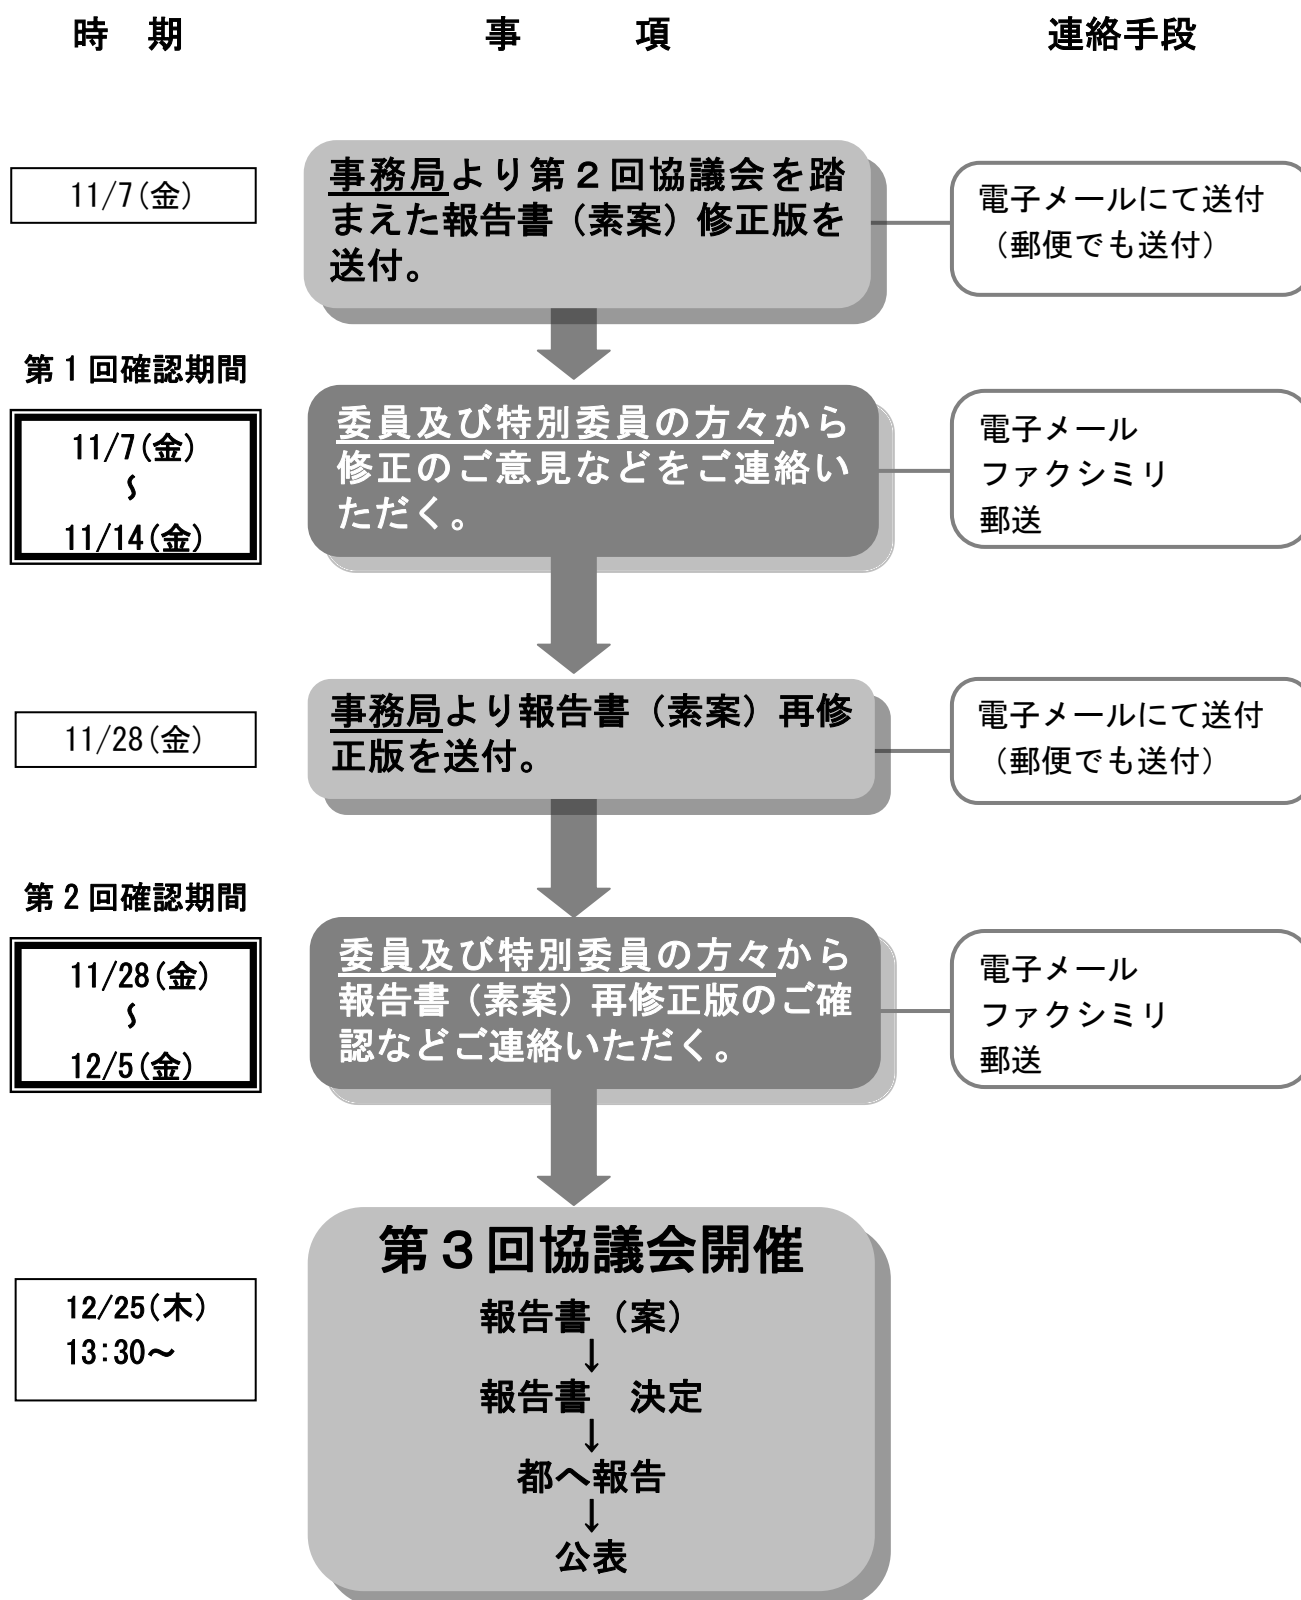 時　期
事　　　項
連絡手段
11/7(金)
事務局より第２回協議会を踏
まえた報告書（素案）修正版を
送付。
電子メールにて送付
（郵便でも送付）
第１回確認期間
11/7(金)
～
11/14(金)
委員及び特別委員の方々から
修正のご意見などをご連絡い
ただく。
電子メール
ファクシミリ
郵送
11/28(金)
事務局より報告書（素案）再修
正版を送付。
電子メールにて送付
（郵便でも送付）
第２回確認期間
11/28(金)
～
12/5(金)
委員及び特別委員の方々から
報告書（素案）再修正版のご確
認などご連絡いただく。
電子メール
ファクシミリ
郵送
12/25(木)
13:30～
第３回協議会開催
報告書（案）
↓
報告書　決定
↓
都へ報告
↓
公表